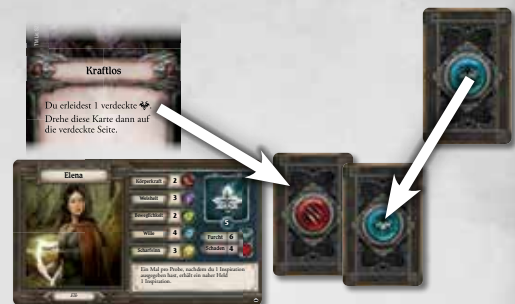 Kraftlos
Du erleidest 1 verdeckte
Drehe diese Karte dann auf
die verdeckte Seite.
Elena
Körperkraft 2
Weisheit 3
Beweglichkeit 2
Wille 4
Scharfsinn 3
5
Furcht 6
Schaden 4
Ein Mal pro Probe, nachdem du 1 Inspiration
ausgegeben hast, erhält ein naher Held
1 Inspiration.